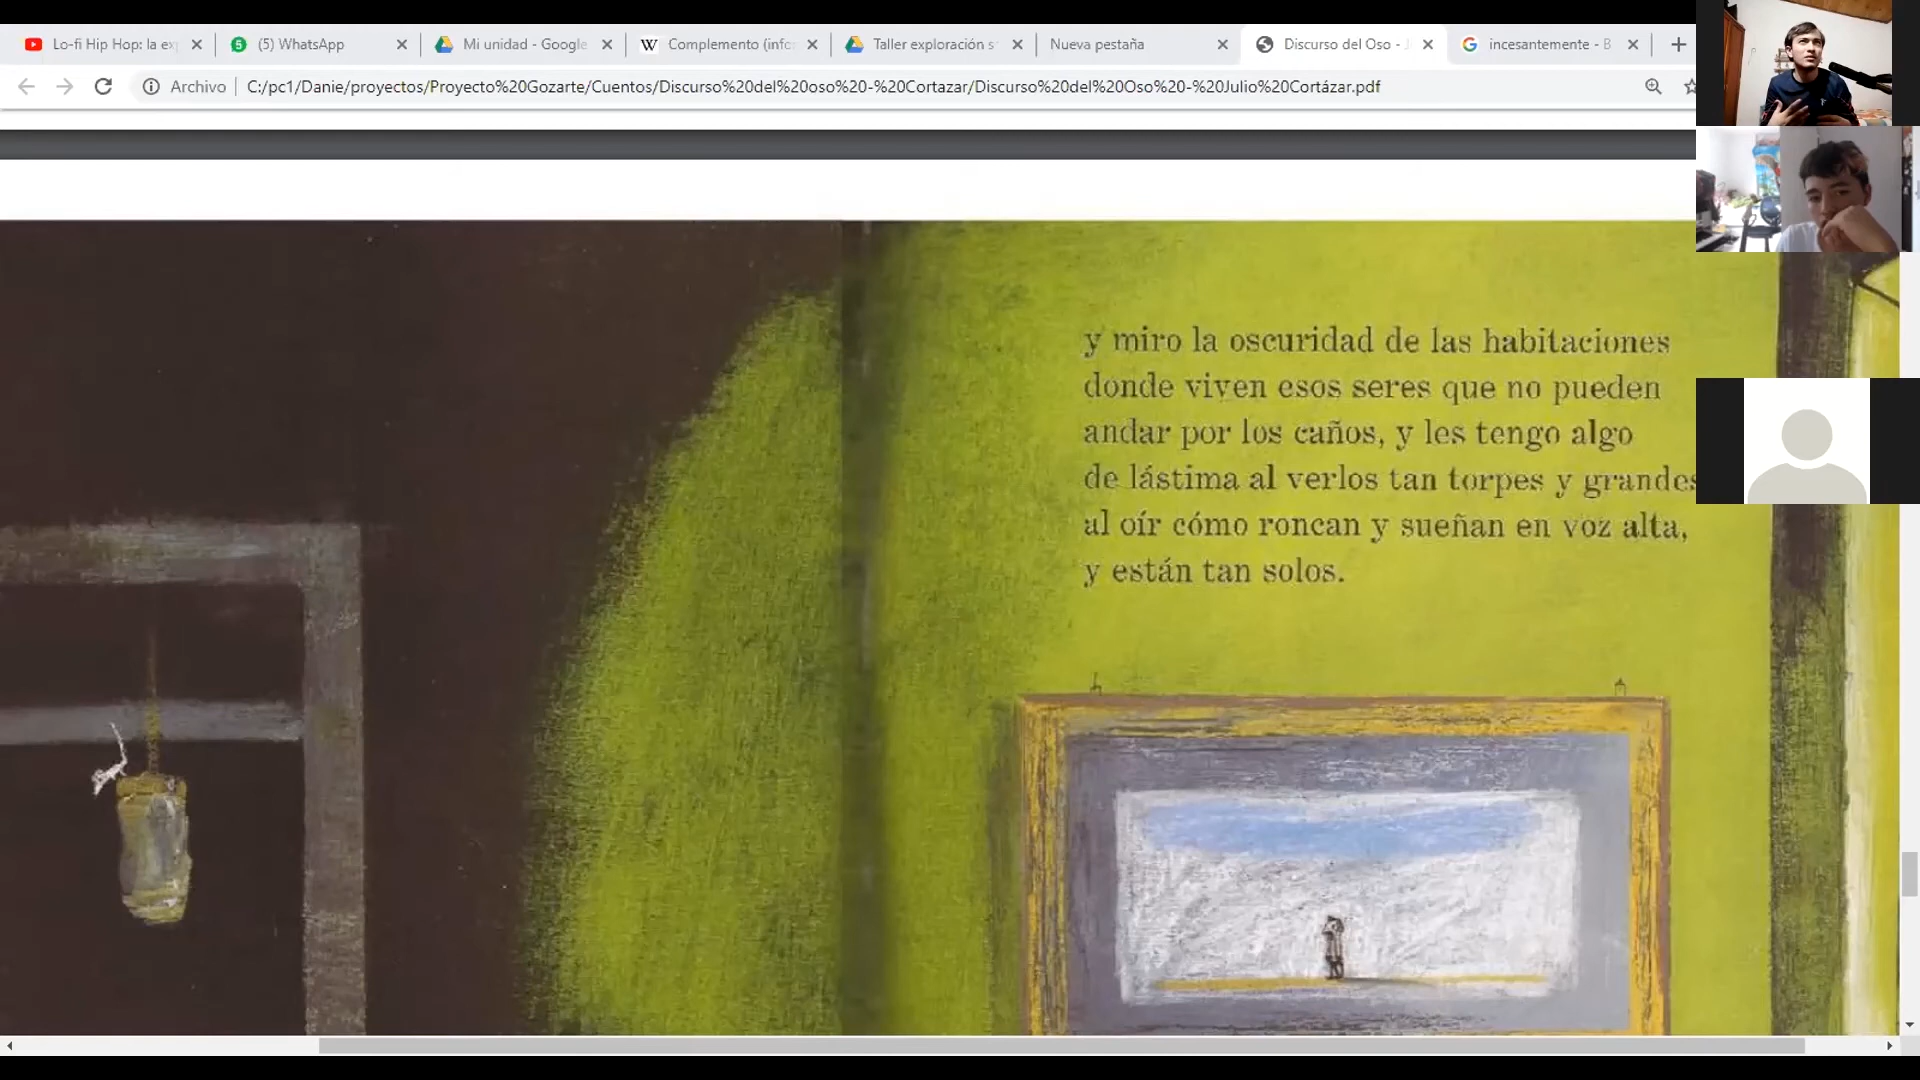 Lo-fi Hip Hop: la ex
(5) WhatsApp
Mi unidad - Google
Complemento (info
Taller exploración s
Nueva pestaña
Discurso del Oso - J
incesantemente - B
Archivo
C:/pc1/Danie/proyectos/Proyecto%20Gozarte/Cuentos/Discurso%20del%20oso%20-%20Cortazar/Discurso%20del%20Oso%20-%20Julio%20Cortázar.pdf
y miro la oscuridad de las habitaciones
donde viven esos seres que no pueden
andar por los caños, y les tengo algo
de lástima al verlos tan torpes y grandes
al oír cómo roncan y sueñan en voz alta,
y están tan solos.